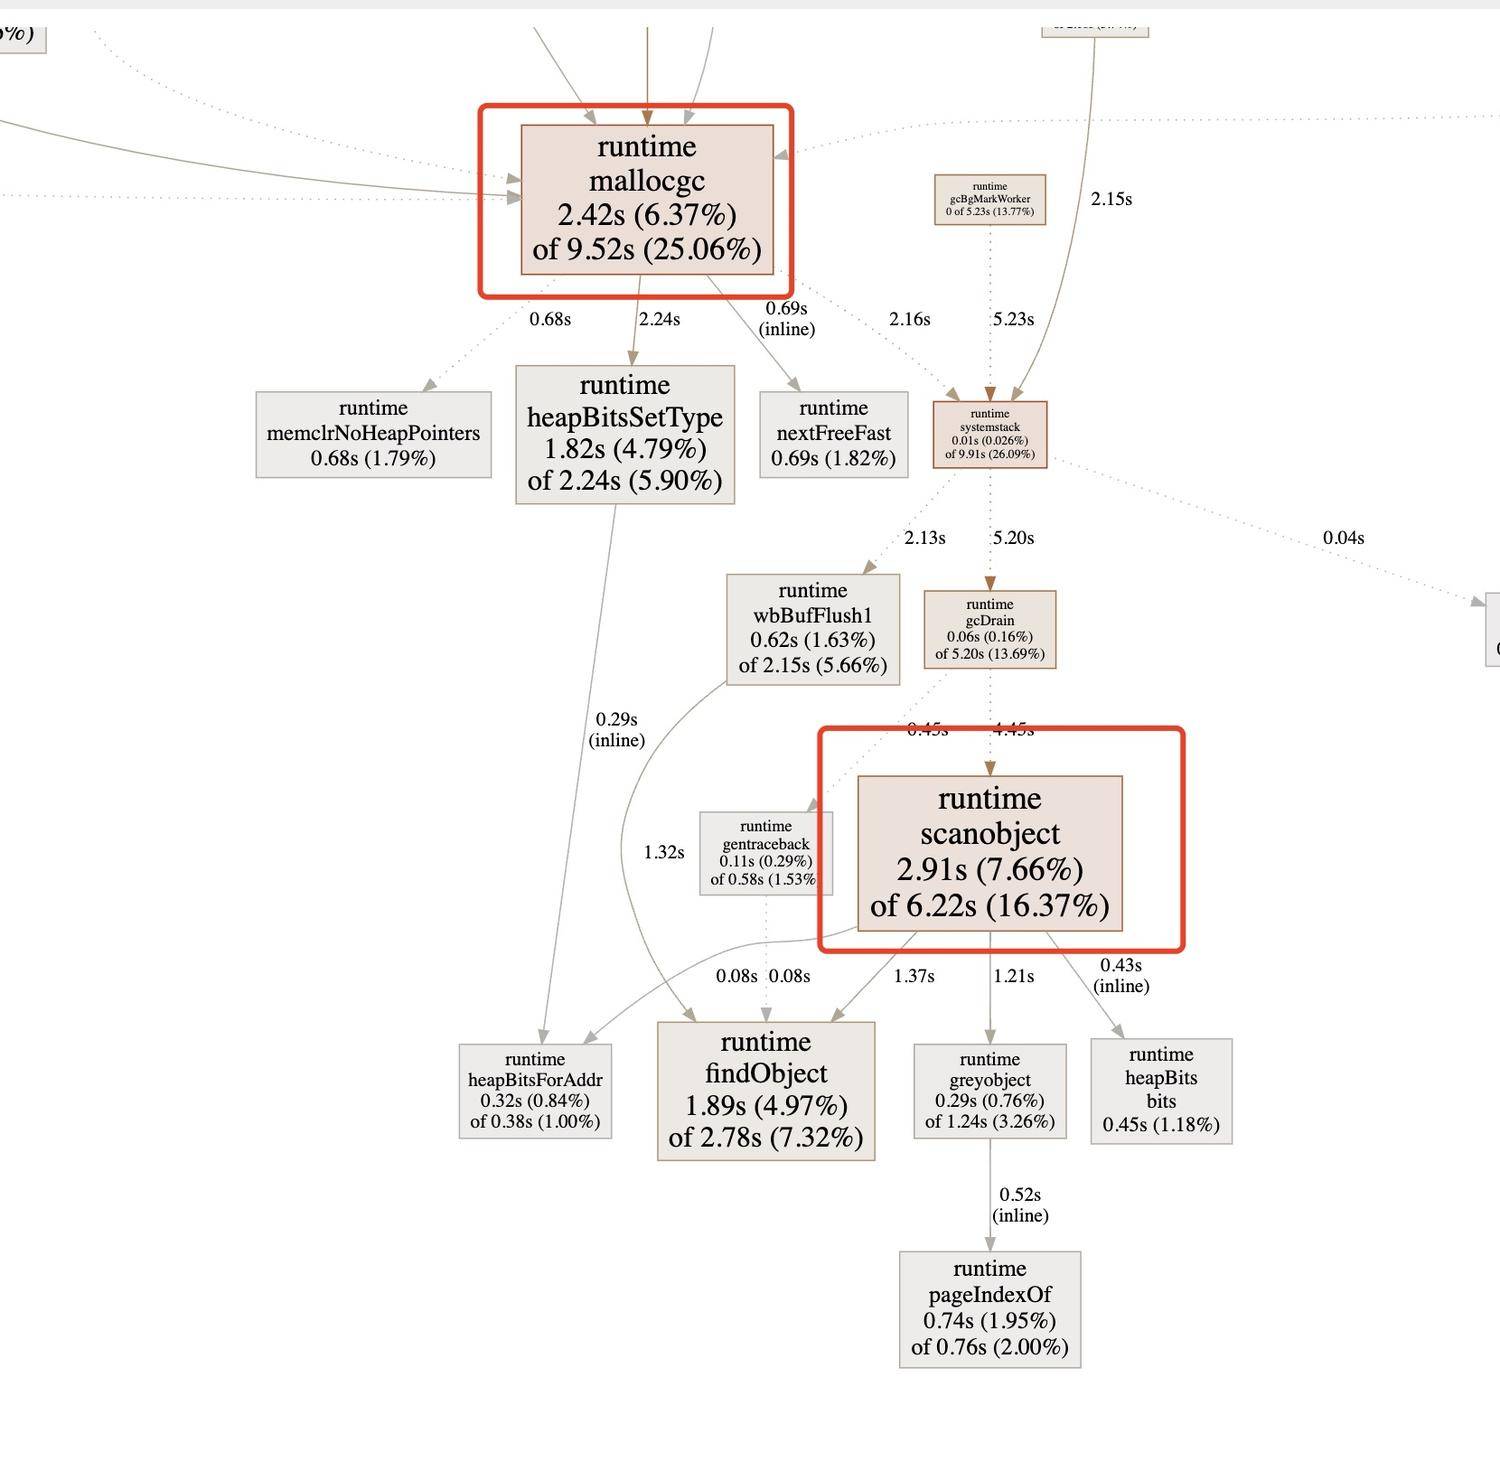 runtime
mallocgc
2.42s (6.37%)
of 9.52s (25.06%)
runtime
gcBgMarkWorker
0 of 5.23s (13.77%)
2.15s
0.68s
2.24s
0.69s
(inline)
2.16s
5.23s
runtime
memclrNoHeapPointers
0.68s (1.79%)
runtime
heapBitsSetType
1.82s (4.79%)
of 2.24s (5.90%)
runtime
nextFreeFast
0.69s (1.82%)
runtime
systemstack
0.01s (0.026%)
of 9.91s (26.09%)
2.13s
5.20s
0.04s
runtime
wbBufFlush1
0.62s (1.63%)
of 2.15s (5.66%)
runtime
gcDrain
0.06s (0.16%)
of 5.20s (13.69%)
0.29s
(inline)
0.45s
4.45s
1.32s
runtime
gentraceback
0.11s (0.29%)
of 0.58s (1.53%
runtime
scanobject
2.91s (7.66%)
of 6.22s (16.37%)
0.08s
0.08s
1.37s
1.21s
0.43s
(inline)
runtime
heapBitsForAddr
0.32s (0.84%)
of 0.38s (1.00%)
runtime
findObject
1.89s (4.97%)
of 2.78s (7.32%)
runtime
greyobject
0.29s (0.76%)
of 1.24s (3.26%)
runtime
heapBits
bits
0.45s (1.18%)
0.52s
(inline)
runtime
pageIndexOf
0.74s (1.95%)
of 0.76s (2.00%)